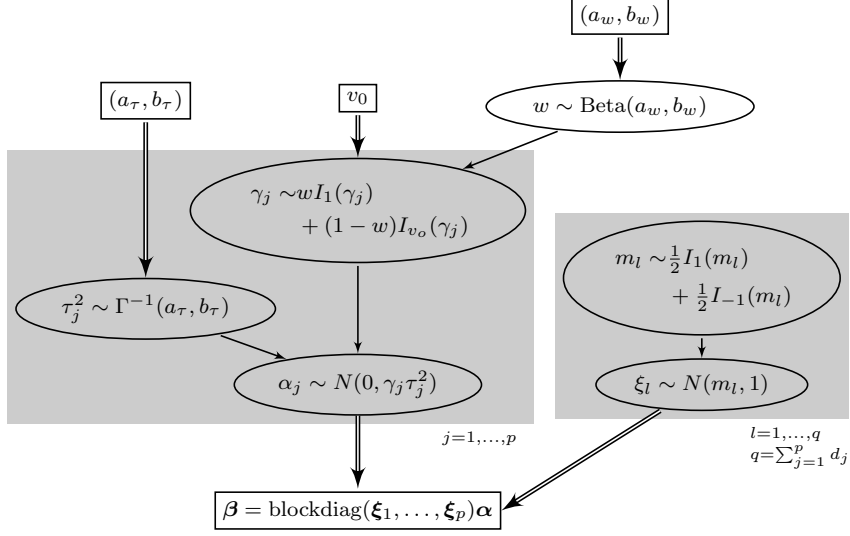 (a_w, b_w)
(a_τ, b_τ)
v_0
w ∼ Beta(a_w, b_w)
γ_j ∼ wI_1(γ_j)
+ (1 − w)I_{v_o}(γ_j)
m_l ∼ ½I_1(m_l)
+ ½I_{−1}(m_l)
τ_j^2 ∼ Γ^{−1}(a_τ, b_τ)
α_j ∼ N(0, γ_jτ_j^2)
ξ_l ∼ N(m_l, 1)
j=1,...,p
l=1,...,q
q=∑_{j=1}^p d_j
β = blockdiag(ξ_1, . . . , ξ_p)α